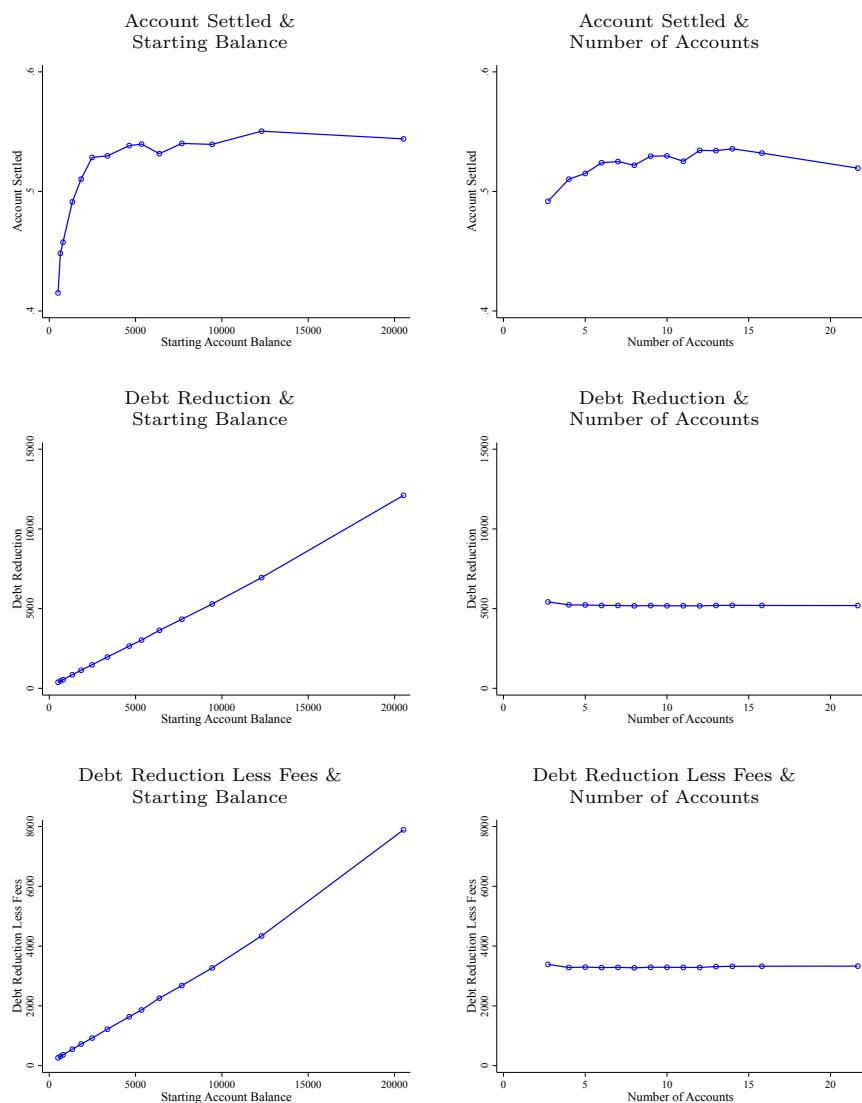 Account Settled &
Starting Balance
.6
.5
.4
Account Settled
0 5000 10000 15000 20000
Starting Account Balance
Account Settled &
Number of Accounts
.6
.5
.4
Account Settled
0 5 10 15 20
Number of Accounts
Debt Reduction &
Starting Balance
15000
10000
5000
0
Debt Reduction
0 5000 10000 15000 20000
Starting Account Balance
Debt Reduction &
Number of Accounts
15000
10000
5000
0
Debt Reduction
0 5 10 15 20
Number of Accounts
Debt Reduction Less Fees &
Starting Balance
8000
6000
4000
2000
0
Debt Reduction Less Fees
0 5000 10000 15000 20000
Starting Account Balance
Debt Reduction Less Fees &
Number of Accounts
8000
6000
4000
2000
0
Debt Reduction Less Fees
0 5 10 15 20
Number of Accounts